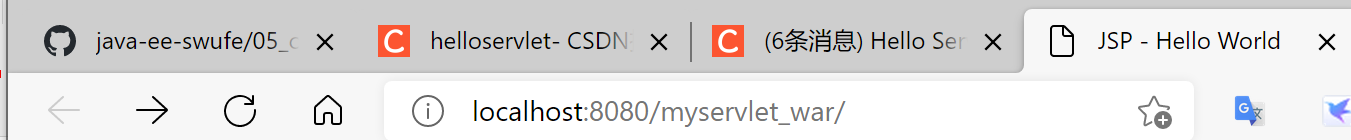 java-ee-swufe/05_c
helloservlet- CSDN
(6条消息) Hello Ser
JSP - Hello World
localhost:8080/myservlet_war/